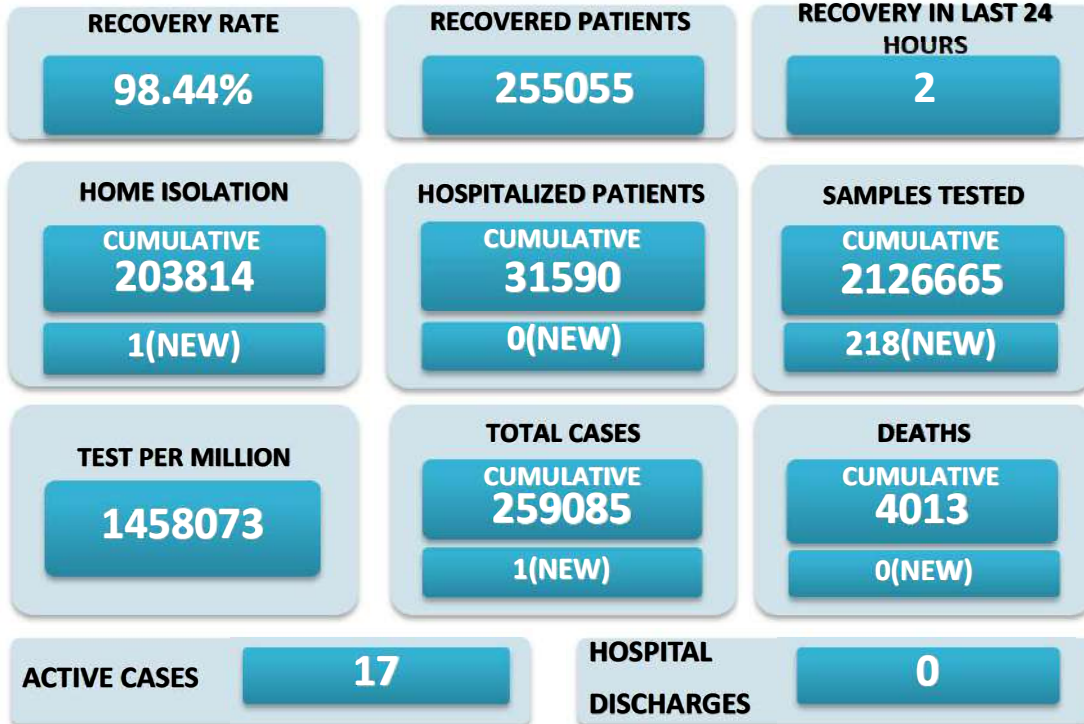 RECOVERY RATE
98.44%
RECOVERED PATIENTS
255055
RECOVERY IN LAST 24
HOURS
2
HOME ISOLATION
CUMULATIVE
203814
1(NEW)
HOSPITALIZED PATIENTS
CUMULATIVE
31590
0(NEW)
SAMPLES TESTED
CUMULATIVE
2126665
218(NEW)
TEST PER MILLION
1458073
TOTAL CASES
CUMULATIVE
259085
1(NEW)
DEATHS
CUMULATIVE
4013
0(NEW)
ACTIVE CASES
17
HOSPITAL
DISCHARGES
0